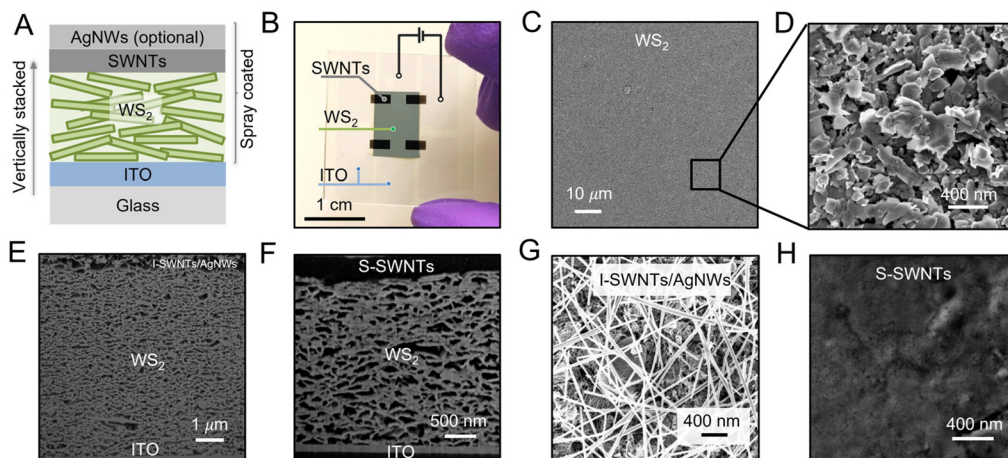 A
AgNWs (optional)
SWNTs
WS₂
ITO
Glass
Vertically stacked
Spray coated
B
SWNTs
WS₂
ITO
1 cm
C
WS₂
10 μm
D
400 nm
E
I-SWNTs/AgNWs
WS₂
1 μm
ITO
F
S-SWNTs
WS₂
500 nm
ITO
G
I-SWNTs/AgNWs
400 nm
H
S-SWNTs
400 nm